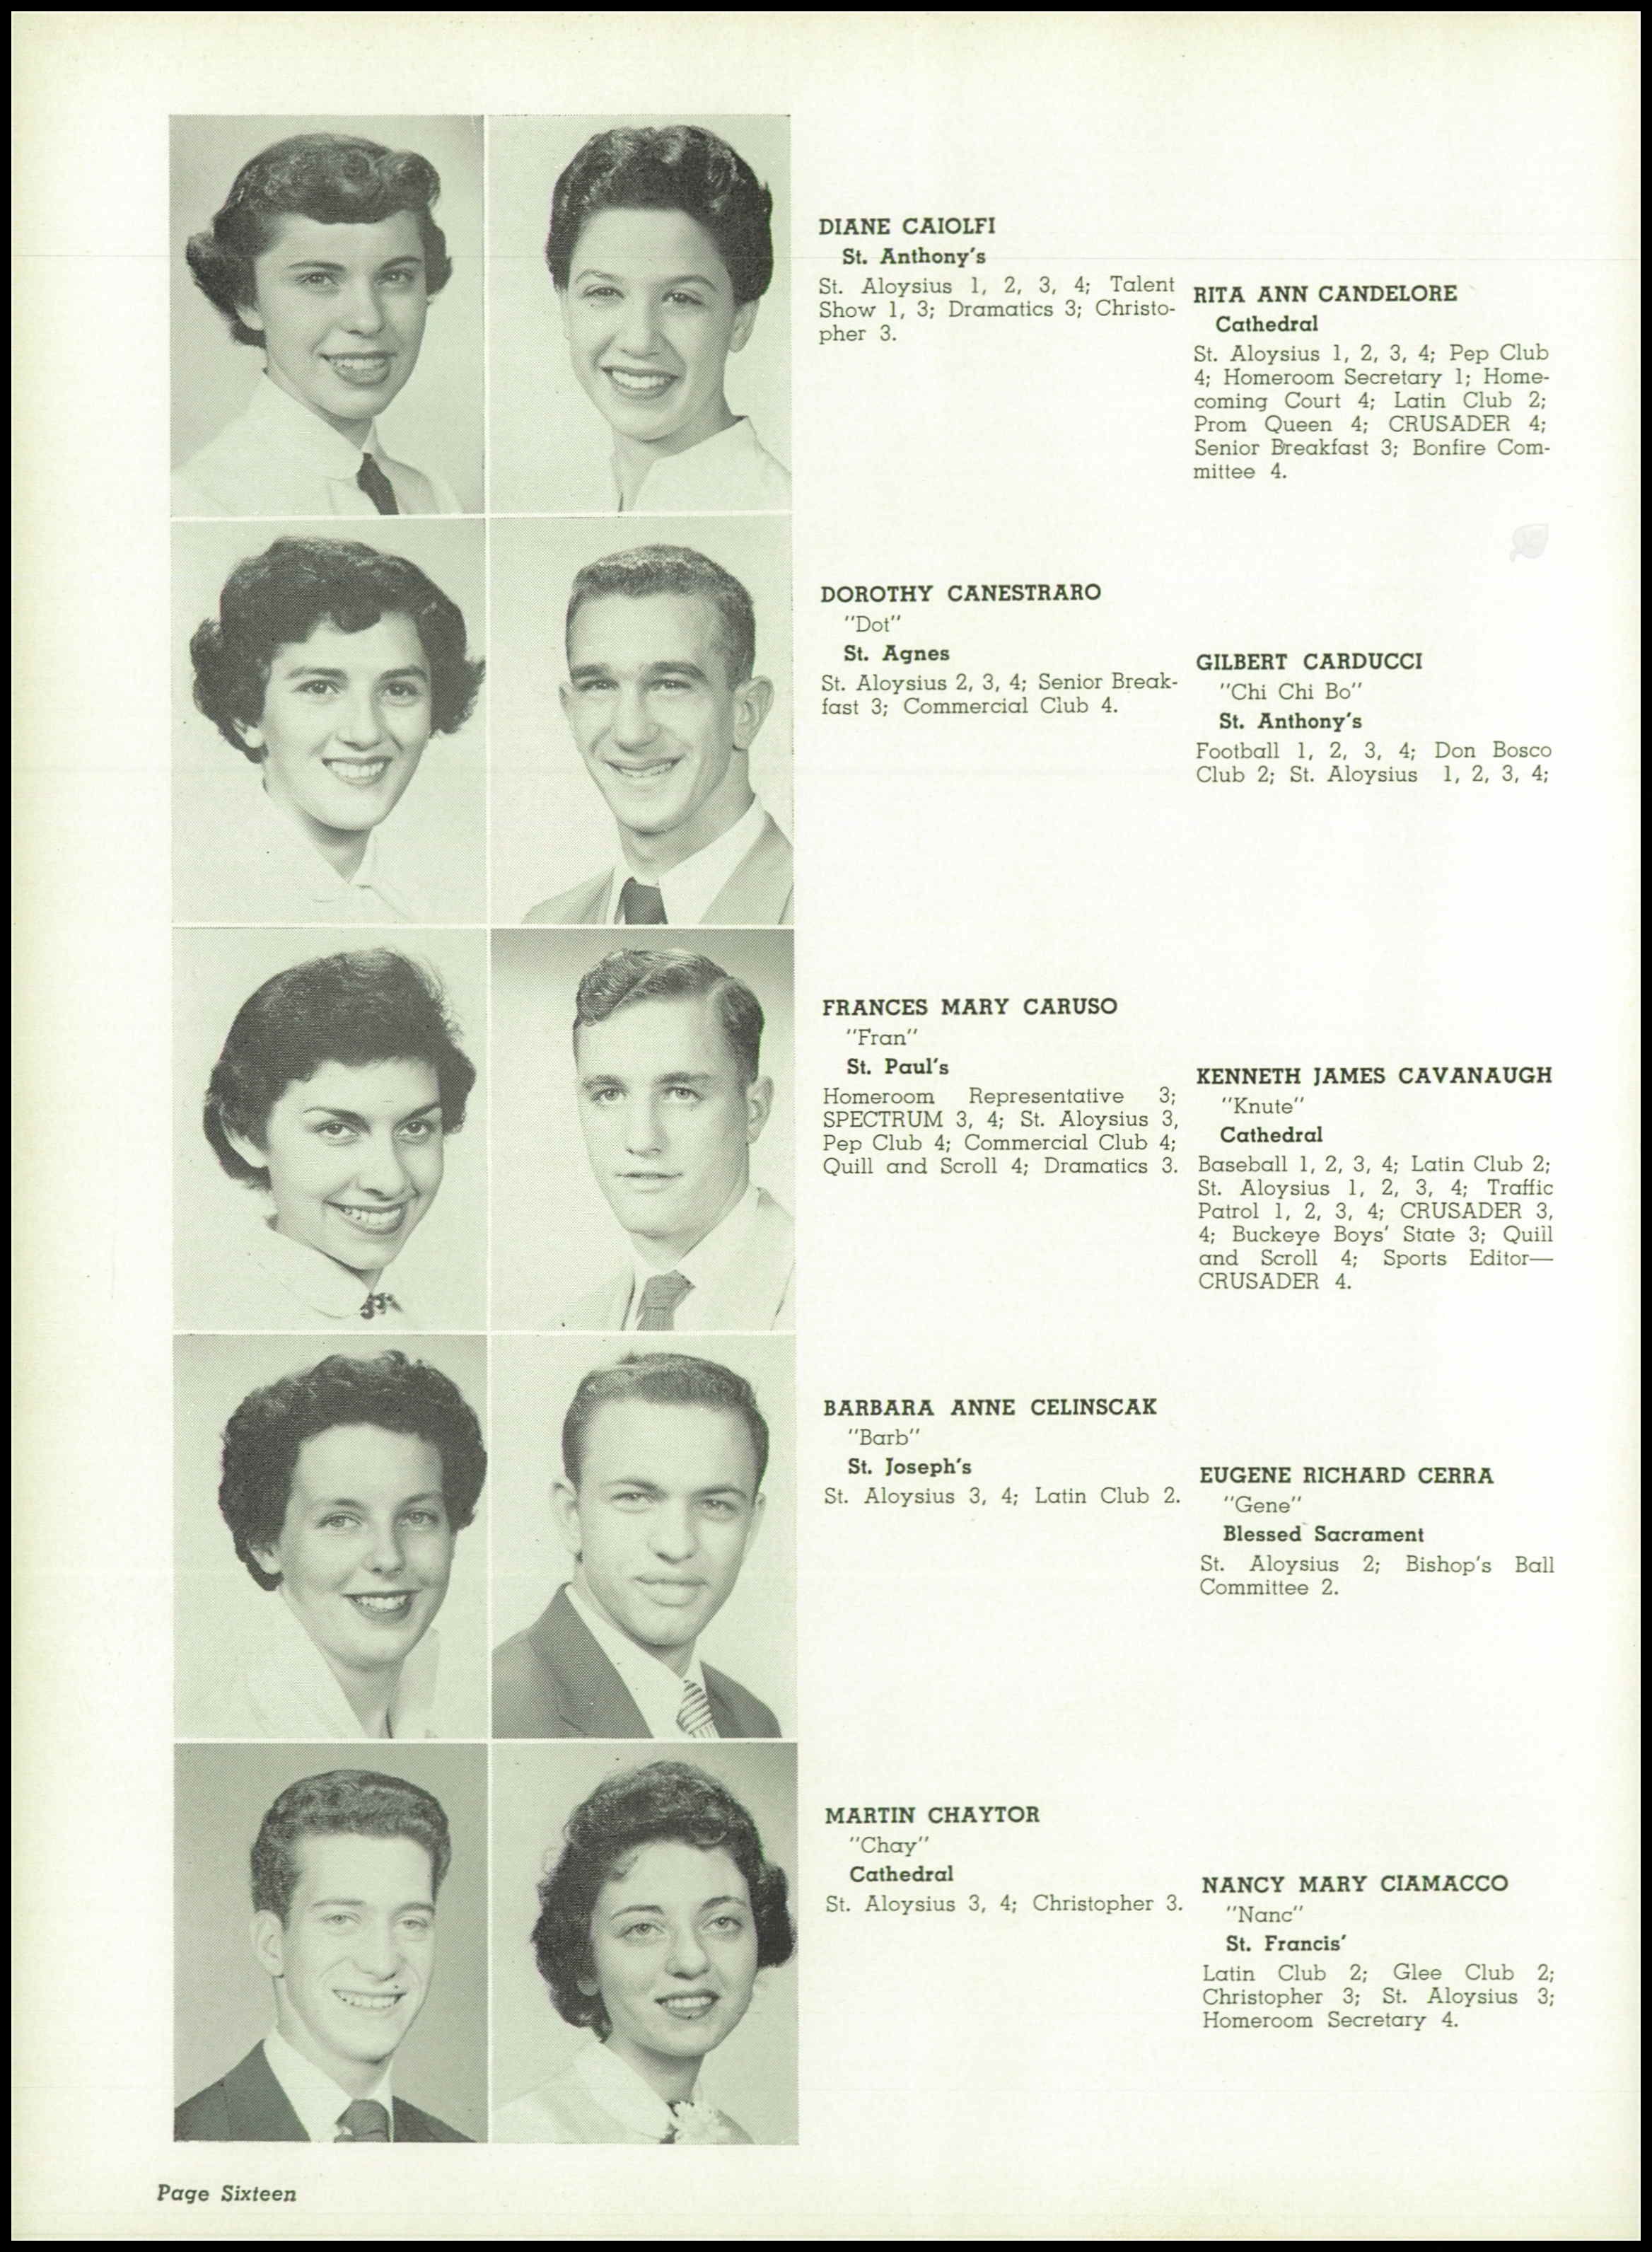 DIANE CAIOLFI
St. Anthony's
St. Aloysius 1, 2, 3, 4; Talent
Show 1, 3; Dramatics 3; Christo-
pher 3.
RITA ANN CANDELORE
Cathedral
St. Aloysius 1, 2, 3, 4; Pep Club
4; Homeroom Secretary 1; Home-
coming Court 4; Latin Club 2;
Prom Queen 4; CRUSADER 4;
Senior Breakfast 3; Bonfire Com-
mittee 4.
DOROTHY CANESTRARO
"Dot"
St. Agnes
St. Aloysius 2, 3, 4; Senior Break-
fast 3; Commercial Club 4.
GILBERT CARDUCCI
"Chi Chi Bo"
St. Anthony's
Football 1, 2, 3, 4; Don Bosco
Club 2; St. Aloysius 1, 2, 3, 4;
FRANCES MARY CARUSO
"Fran"
St. Paul's
Homeroom Representative 3;
SPECTRUM 3, 4; St. Aloysius 3,
Pep Club 4; Commercial Club 4;
Quill and Scroll 4; Dramatics 3.
KENNETH JAMES CAVANAUGH
"Knute"
Cathedral
Baseball 1, 2, 3, 4; Latin Club 2;
St. Aloysius 1, 2, 3, 4; Traffic
Patrol 1, 2, 3, 4; CRUSADER 3,
4; Buckeye Boys' State 3; Quill
and Scroll 4; Sports Editor—
CRUSADER 4.
BARBARA ANNE CELINSCAK
"Barb"
St. Joseph's
St. Aloysius 3, 4; Latin Club 2.
EUGENE RICHARD CERRA
"Gene"
Blessed Sacrament
St. Aloysius 2; Bishop's Ball
Committee 2.
MARTIN CHAYTOR
"Chay"
Cathedral
St. Aloysius 3, 4; Christopher 3.
NANCY MARY CIAMACCO
"Nanc"
St. Francis'
Latin Club 2; Glee Club 2;
Christopher 3; St. Aloysius 3;
Homeroom Secretary 4.
Page Sixteen